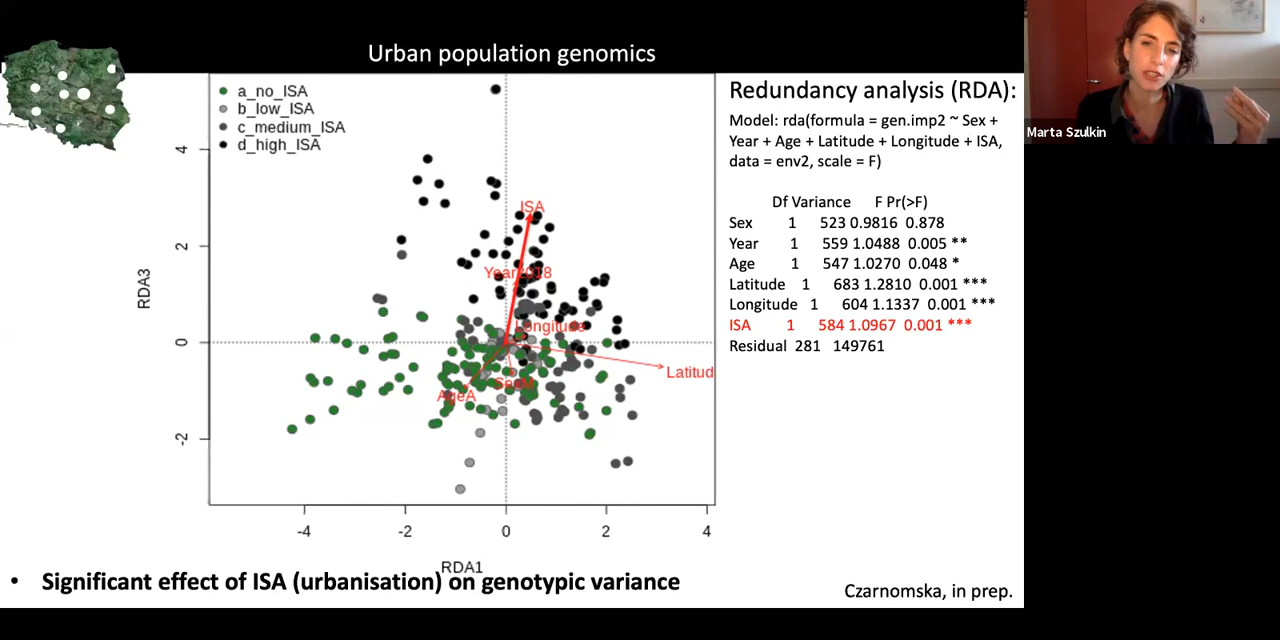 Urban population genomics
a_no_ISA
b_low_ISA
c_medium_ISA
d_high_ISA
4
2
0
-2
RDA3
ISA
Year2018
Longitude
Latitud
SexM
AgeA
-4 -2 0 2 4
RDA1
Redundancy analysis (RDA):
Model: rda(formula = gen.imp2 ~ Sex +
Year + Age + Latitude + Longitude + ISA,
data = env2, scale = F)
Df Variance F Pr(>F)
Sex 1 523 0.9816 0.878
Year 1 559 1.0488 0.005 **
Age 1 547 1.0270 0.048 *
Latitude 1 683 1.2810 0.001 ***
Longitude 1 604 1.1337 0.001 ***
ISA 1 584 1.0967 0.001 ***
Residual 281 149761
• Significant effect of ISA (urbanisation) on genotypic variance
Czarnomska, in prep.
Marta Szulkin